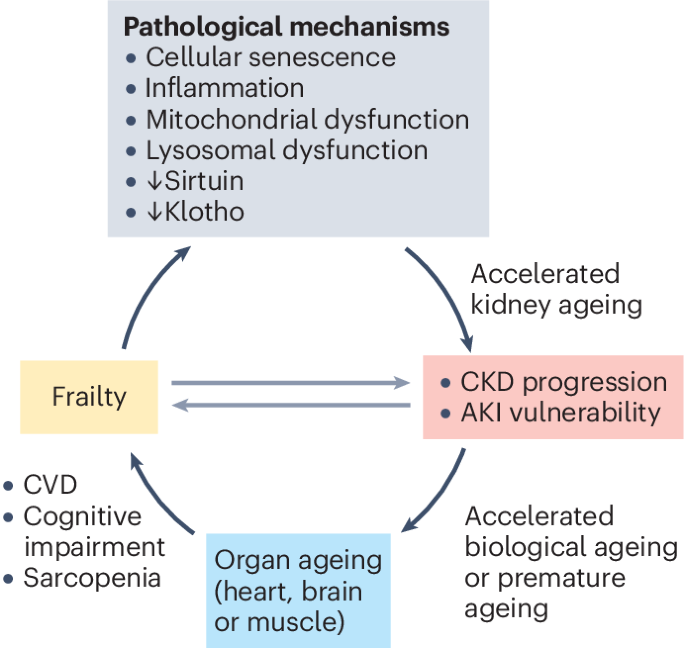 Pathological mechanisms
• Cellular senescence
• Inflammation
• Mitochondrial dysfunction
• Lysosomal dysfunction
• ↓Sirtuin
• ↓Klotho
Accelerated
kidney ageing
Frailty
• CKD progression
• AKI vulnerability
• CVD
• Cognitive
impairment
• Sarcopenia
Organ ageing
(heart, brain
or muscle)
Accelerated
biological ageing
or premature
ageing